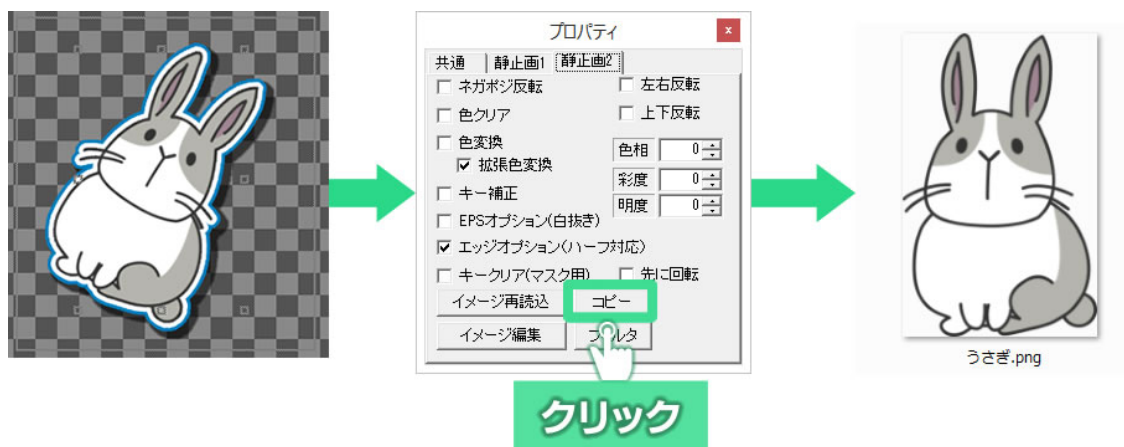 プロパティ
x
共通 静止画1 静止画2
ネガポジ反転 左右反転
色クリア 上下反転
色変換
拡張色変換
色相 0
彩度 0
明度 0
キー補正
EPSオプション(白抜き)
エッジオプション(ハーフ対応)
キークリア(マスク用) 先に回転
イメージ再読込 コピー
イメージ編集 フィルタ
クリック
うさぎ.png